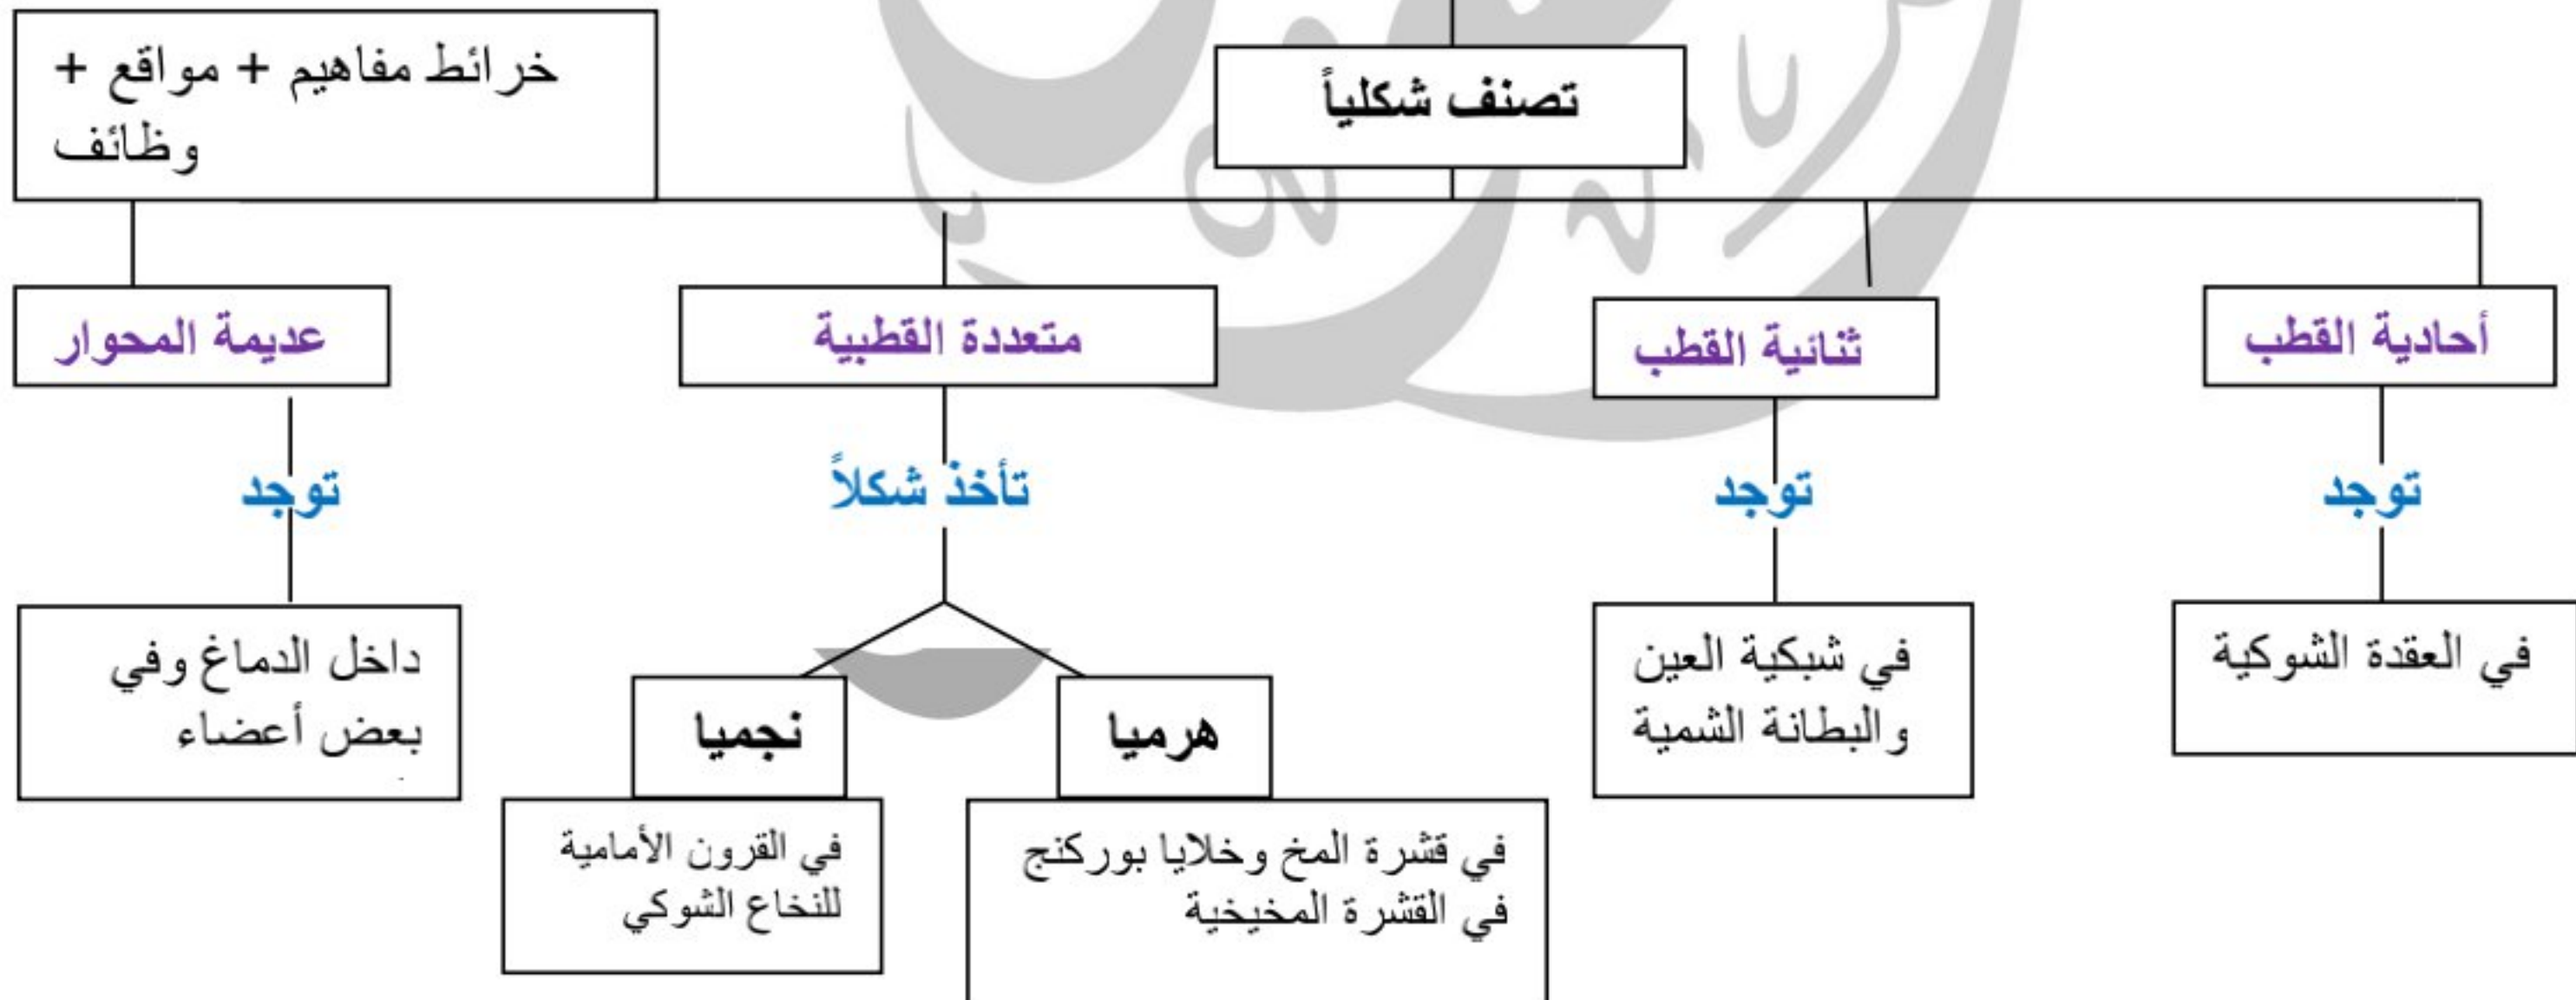 خرائط مفاهيم + مواقع +
وظائف
تصنف شكلياً
أحادية القطب
ثنائية القطب
متعددة القطبية
عديمة المحوار
توجد
توجد
تأخذ شكلاً
توجد
في العقدة الشوكية
في شبكية العين
والبطانة الشمية
هرميا
نجميا
داخل الدماغ وفي
بعض أعضاء
في قشرة المخ وخلايا بوركنج
في القشرة المخيخية
في القرون الأمامية
للنخاع الشوكي